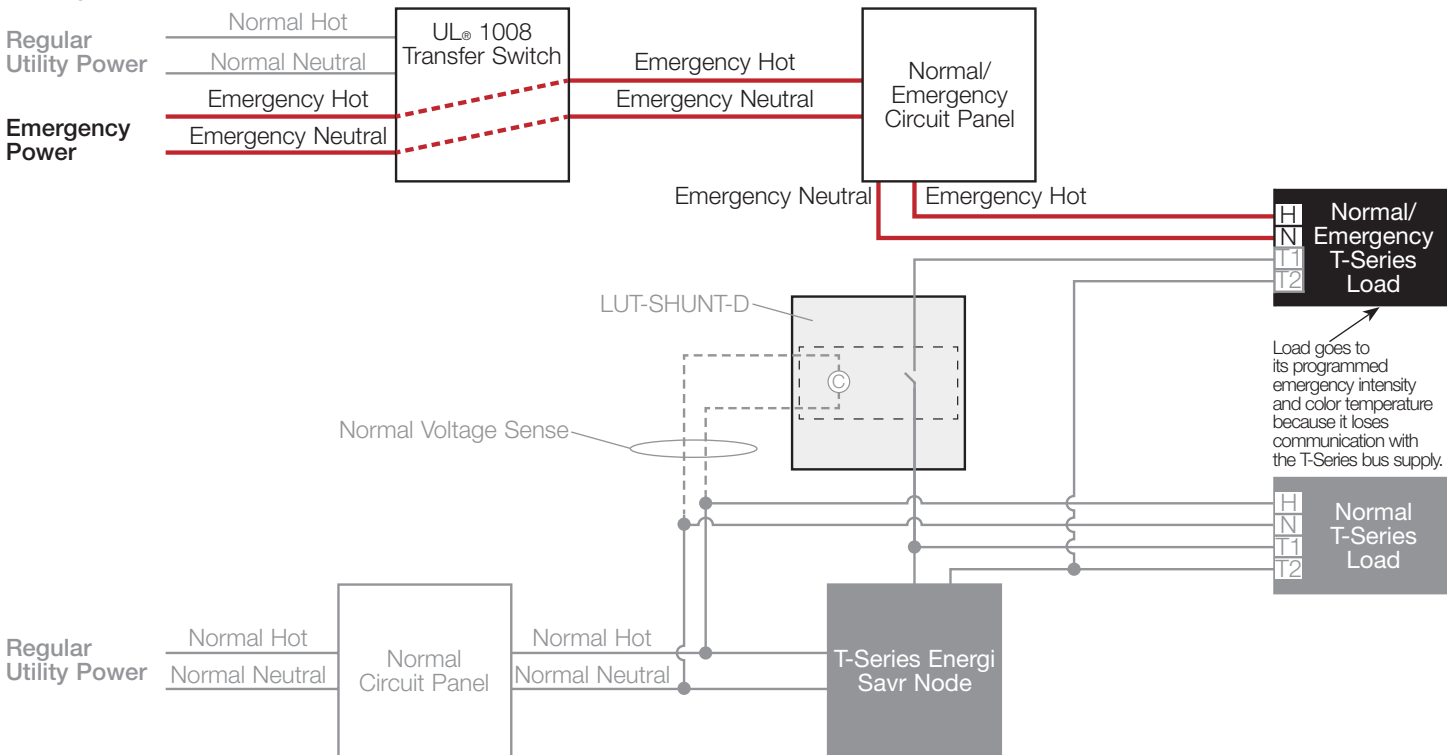 Normal Hot
Regular
Utility Power
Normal Neutral
Emergency Hot
Emergency
Power
Emergency Neutral
UL® 1008
Transfer Switch
Emergency Hot
Emergency Neutral
Normal/
Emergency
Circuit Panel
Emergency Neutral
Emergency Hot
H
N
T1
T2
Normal/
Emergency
T-Series
Load
LUT-SHUNT-D
C
Load goes to
its programmed
emergency intensity
and color temperature
because it loses
communication with
the T-Series bus supply.
Normal Voltage Sense
H
N
T1
T2
Normal
T-Series
Load
Regular
Utility Power
Normal Hot
Normal Neutral
Normal
Circuit Panel
Normal Hot
Normal Neutral
T-Series Energi
Savr Node